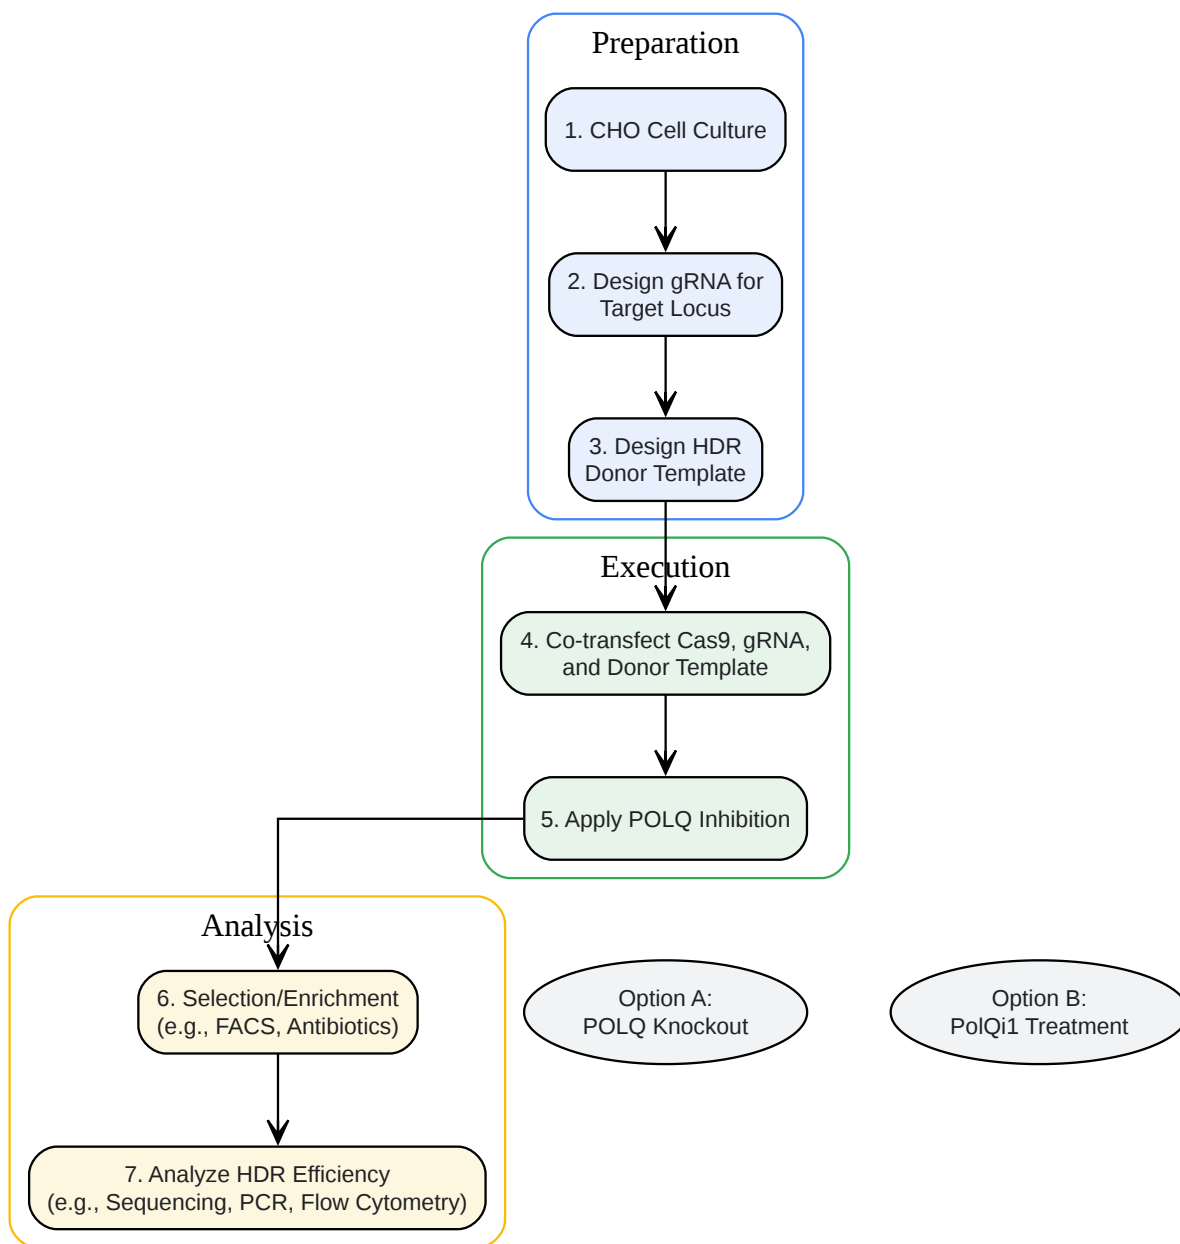 Preparation
1. CHO Cell Culture
2. Design gRNA for
Target Locus
3. Design HDR
Donor Template
Execution
4. Co-transfect Cas9, gRNA,
and Donor Template
5. Apply POLQ Inhibition
Analysis
6. Selection/Enrichment
(e.g., FACS, Antibiotics)
Option A:
POLQ Knockout
Option B:
PolQi1 Treatment
7. Analyze HDR Efficiency
(e.g., Sequencing, PCR, Flow Cytometry)